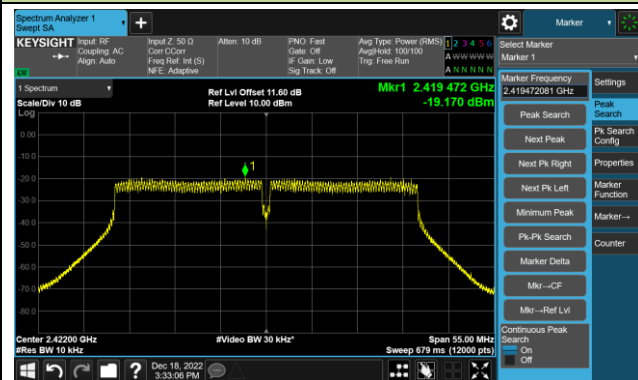 Spectrum Analyzer 1
Swept SA
KEYSIGHT
Input: RF
Coupling: AC
Align: Auto
Input Z: 50 Ω
Corr CCorr
Freq Ref: Int (S)
NFE: Adaptive
Atten: 10 dB
PNO: Fast
Gate: Off
IF Gain: Low
Sig Track: Off
Avg Type: Power (RMS)
Avg|Hold: 100/100
Trig: Free Run
1 2 3 4 5 6
A W W W W W
A N N N N N
1 Spectrum
Scale/Div 10 dB
Ref Lvl Offset 11.60 dB
Ref Level 10.00 dBm
Mkr1 2.419 472 GHz
-19.170 dBm
Log
0.00
-10.0
-20.0
-30.0
-40.0
-50.0
-60.0
-70.0
-80.0
1
Center 2.42200 GHz
#Res BW 10 kHz
#Video BW 30 kHz*
Span 55.00 MHz
Sweep 679 ms (12000 pts)
Dec 18, 2022
3:33:06 PM
Marker
Select Marker
Marker 1
Marker Frequency
2.419472081 GHz
Peak Search
Next Peak
Next Pk Right
Next Pk Left
Minimum Peak
Pk-Pk Search
Marker Delta
Mkr→CF
Mkr→Ref Lvl
Continuous Peak
Search
On
Off
Settings
Peak
Search
Pk Search
Config
Properties
Marker
Function
Marker→
Counter